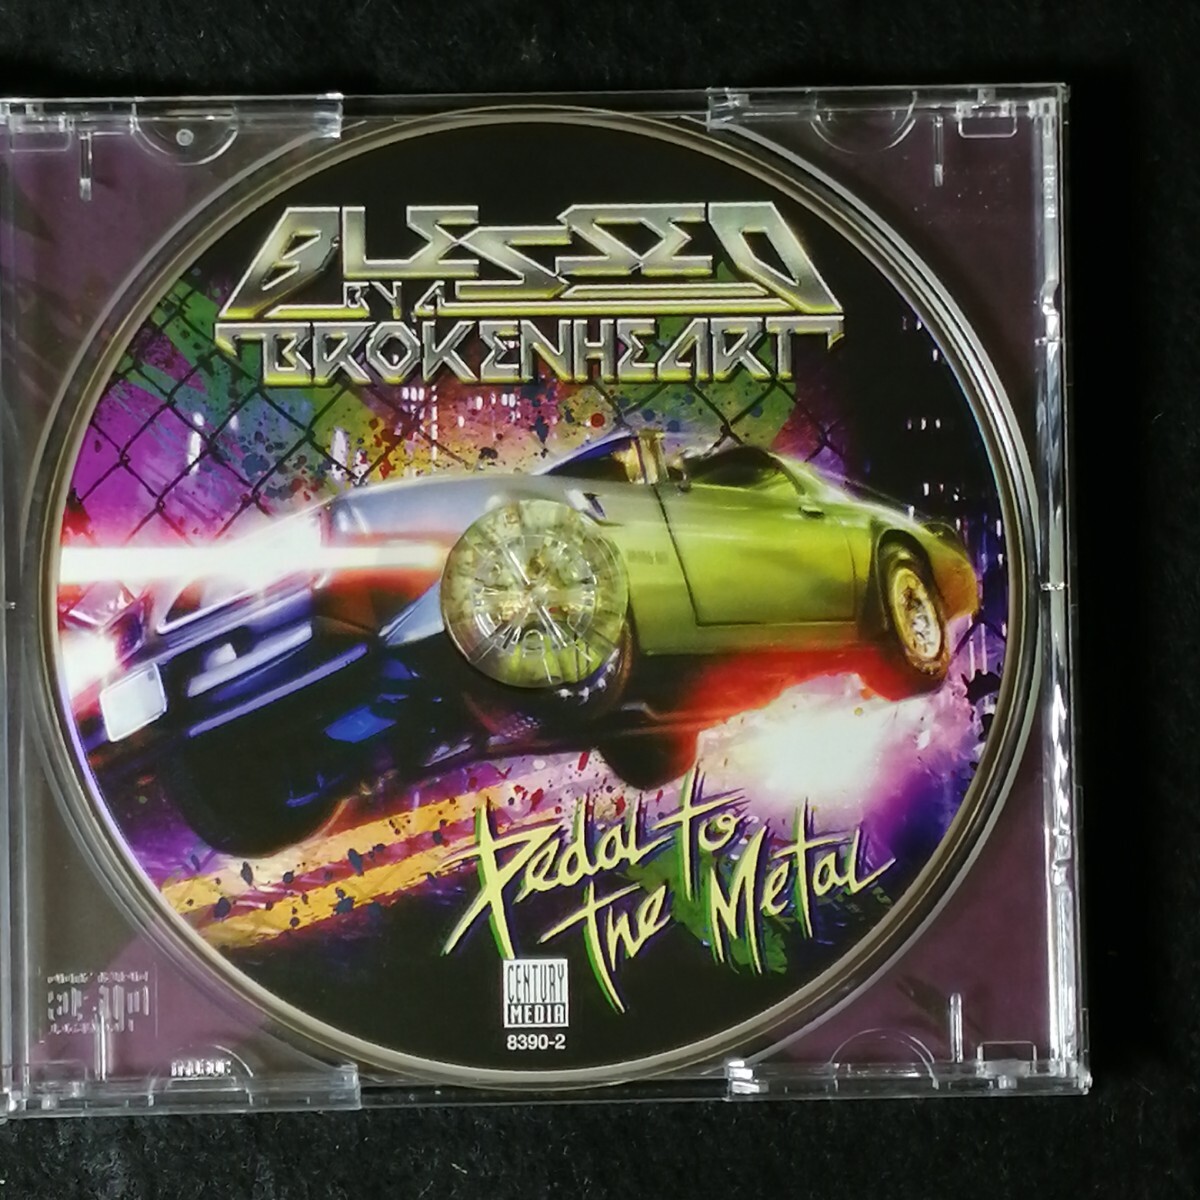 BLESSED
BY A
BROKENHEART
Pedal to
the Metal
CENTURY
MEDIA
8390-2